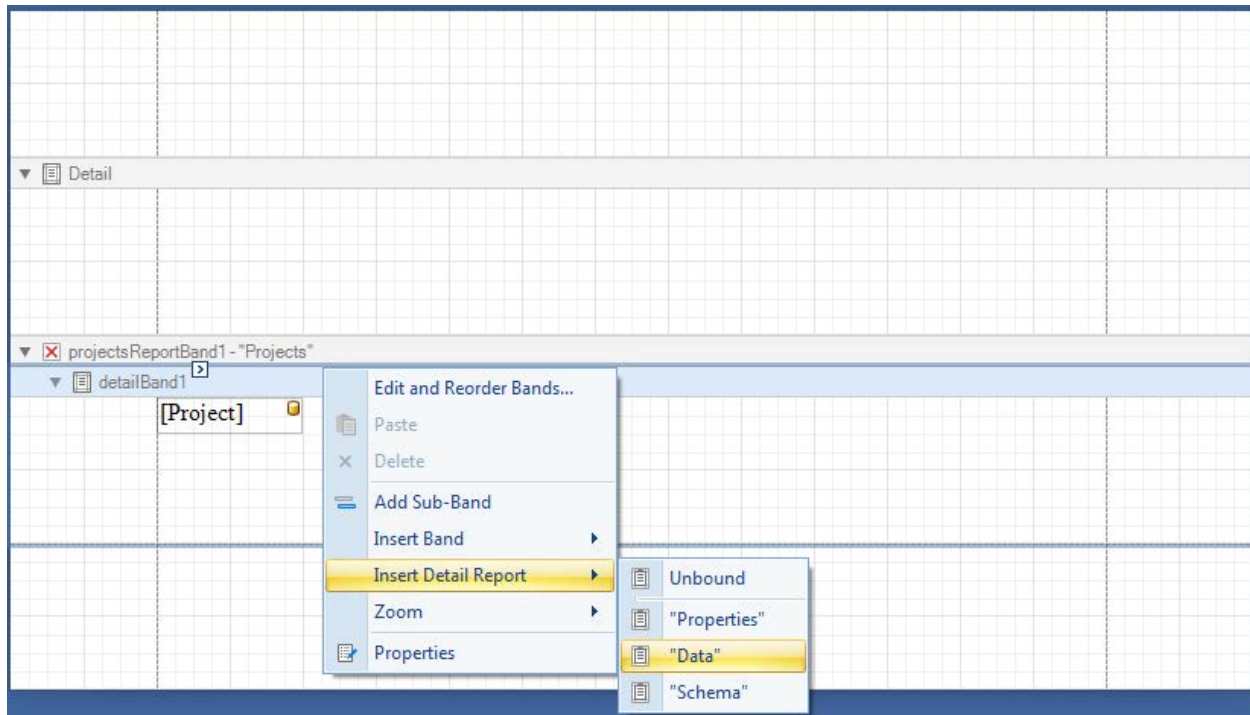 Detail
projectsReportBand1 - "Projects"
detailBand1
[Project]
Edit and Reorder Bands...
Paste
Delete
Add Sub-Band
Insert Band
Insert Detail Report
Zoom
Properties
Unbound
"Properties"
"Data"
"Schema"